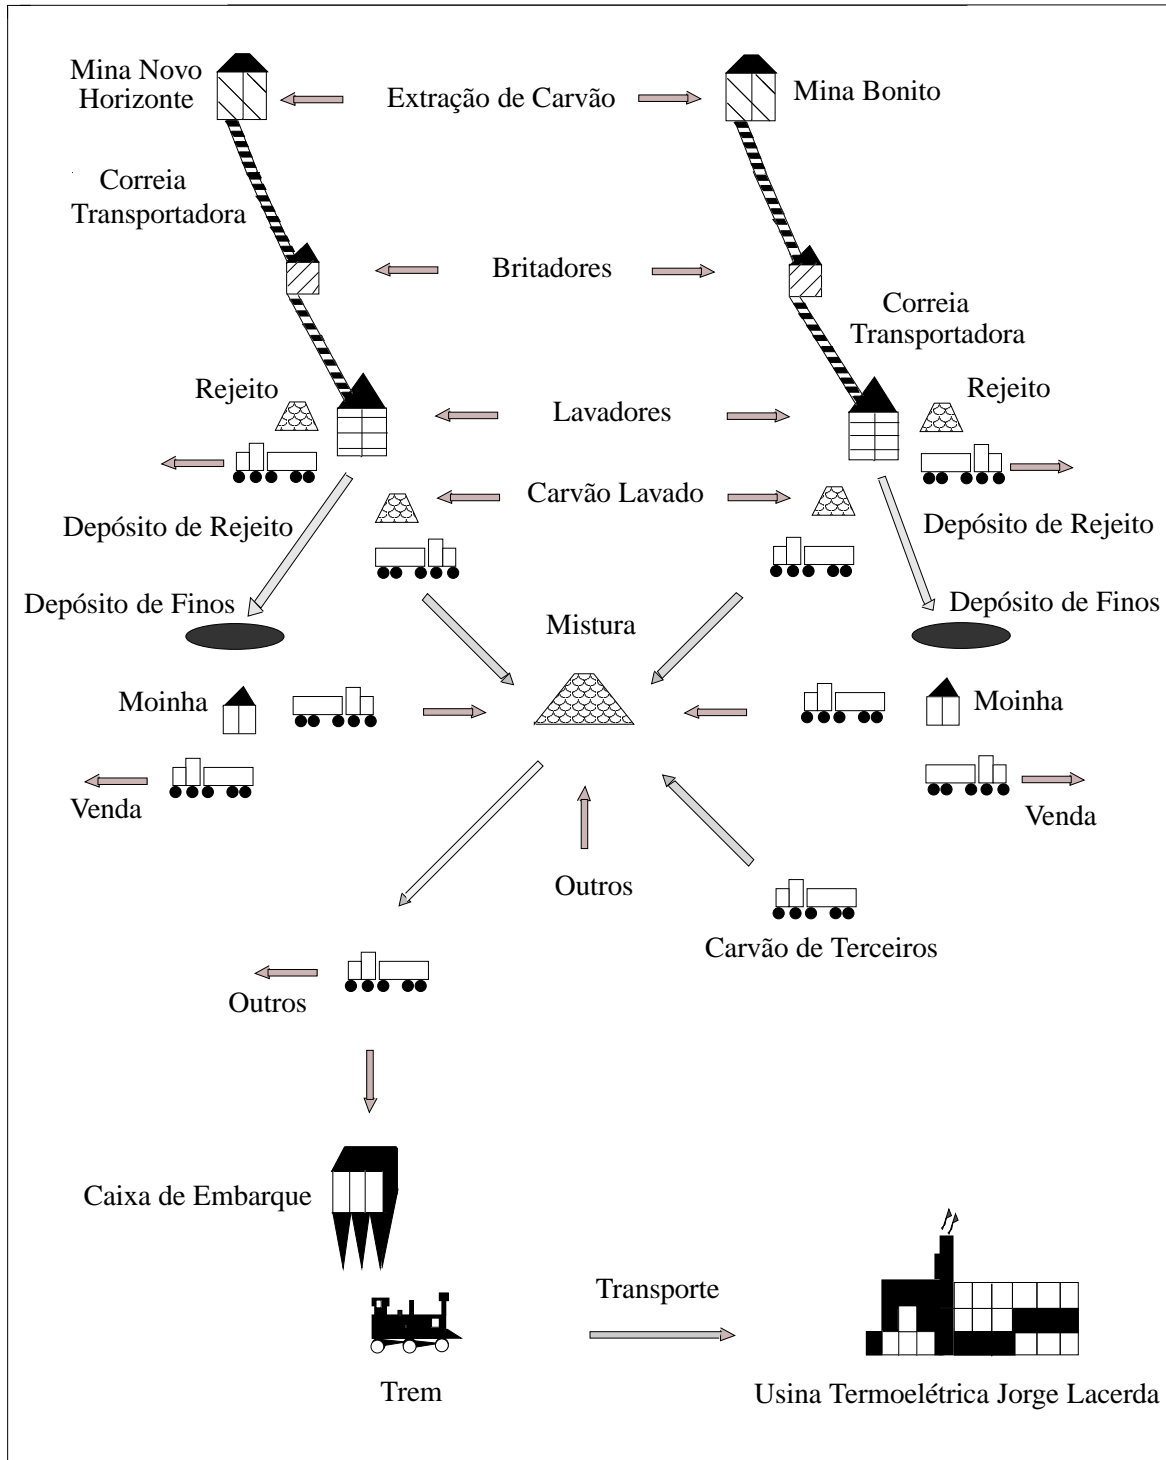 Mina Novo
Horizonte
Extração de Carvão
Mina Bonito
Correia
Transportadora
Britadores
Correia
Transportadora
Rejeito
Lavadores
Rejeito
Carvão Lavado
Depósito de Rejeito
Depósito de Rejeito
Depósito de Finos
Mistura
Depósito de Finos
Moinha
Moinha
Venda
Venda
Outros
Carvão de Terceiros
Outros
Caixa de Embarque
Transporte
Trem
Usina Termoelétrica Jorge Lacerda